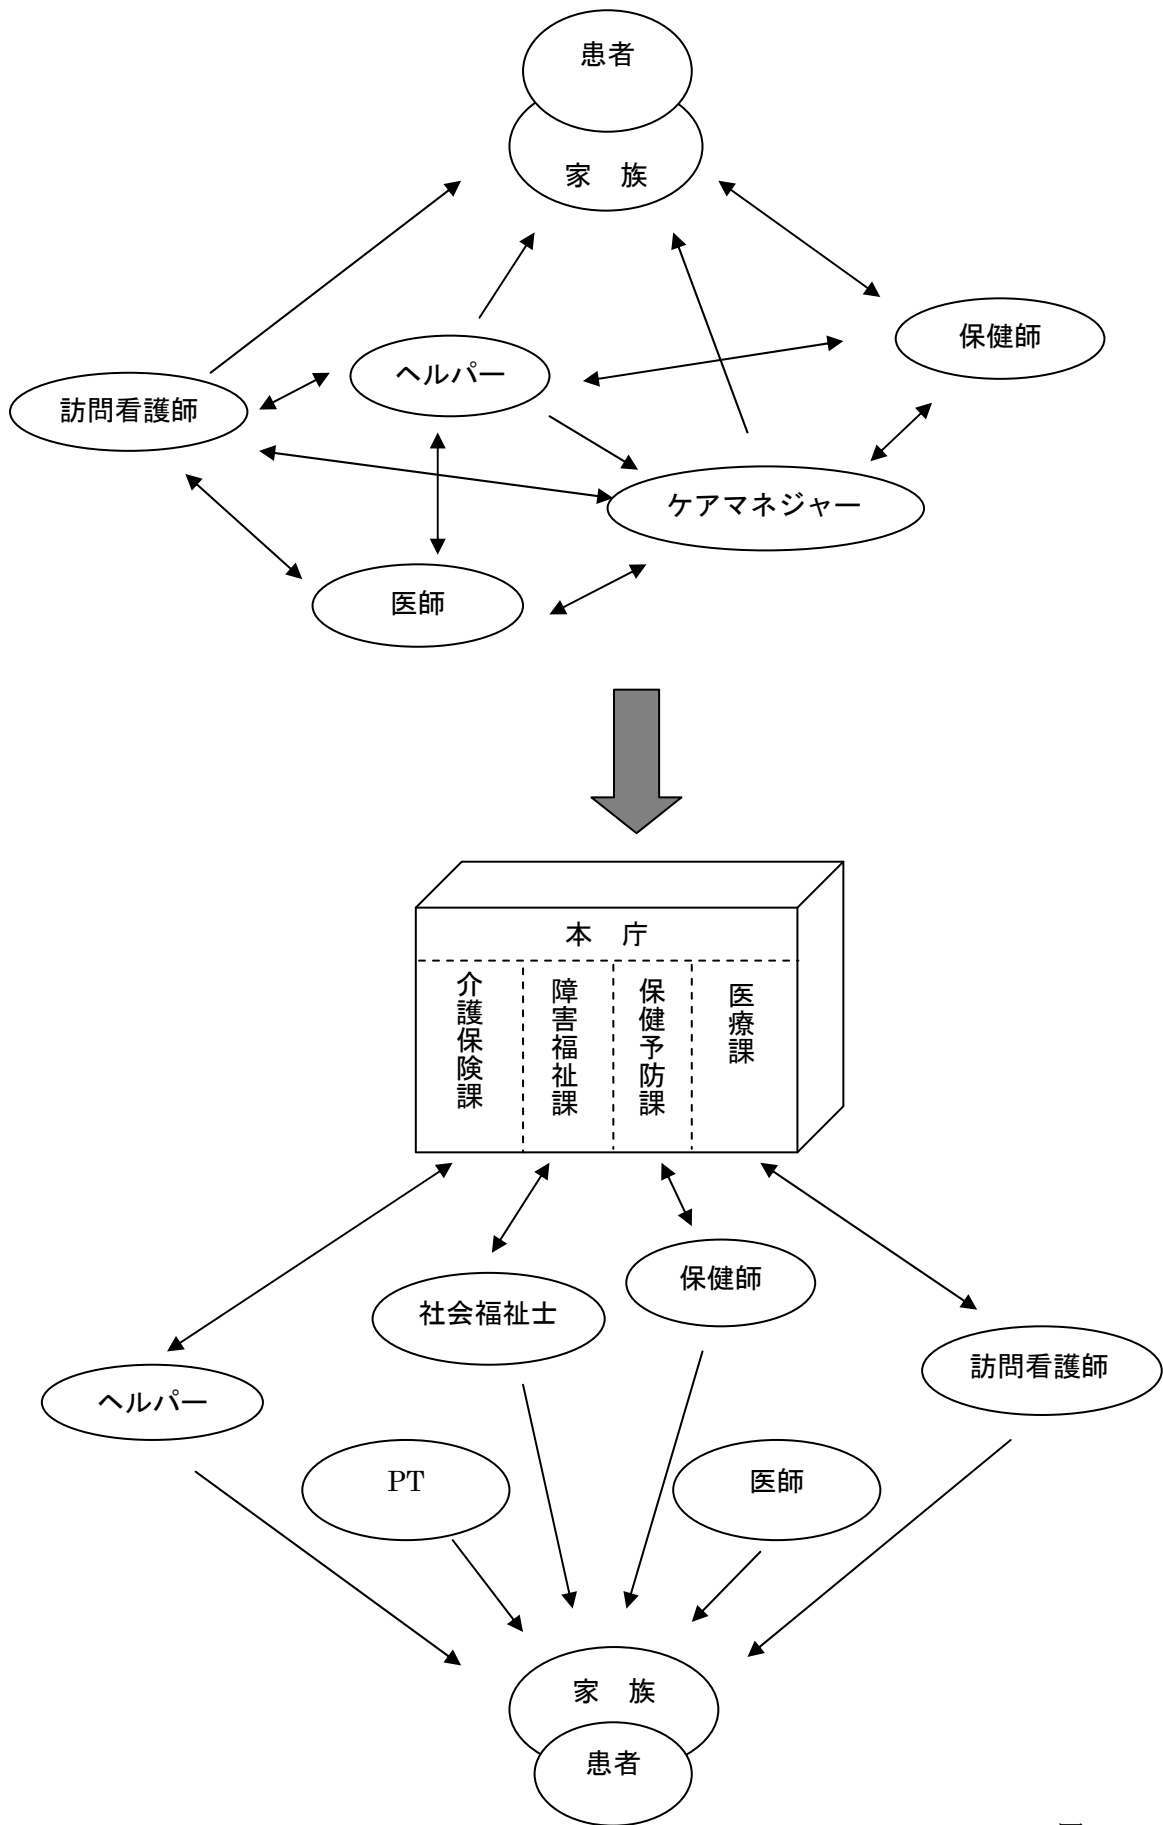 患者
家　族
保健師
ヘルパー
訪問看護師
ケアマネジャー
医師
本　庁
介護保険課
障害福祉課
保健予防課
医療課
保健師
社会福祉士
訪問看護師
ヘルパー
PT
医師
家　族
患者